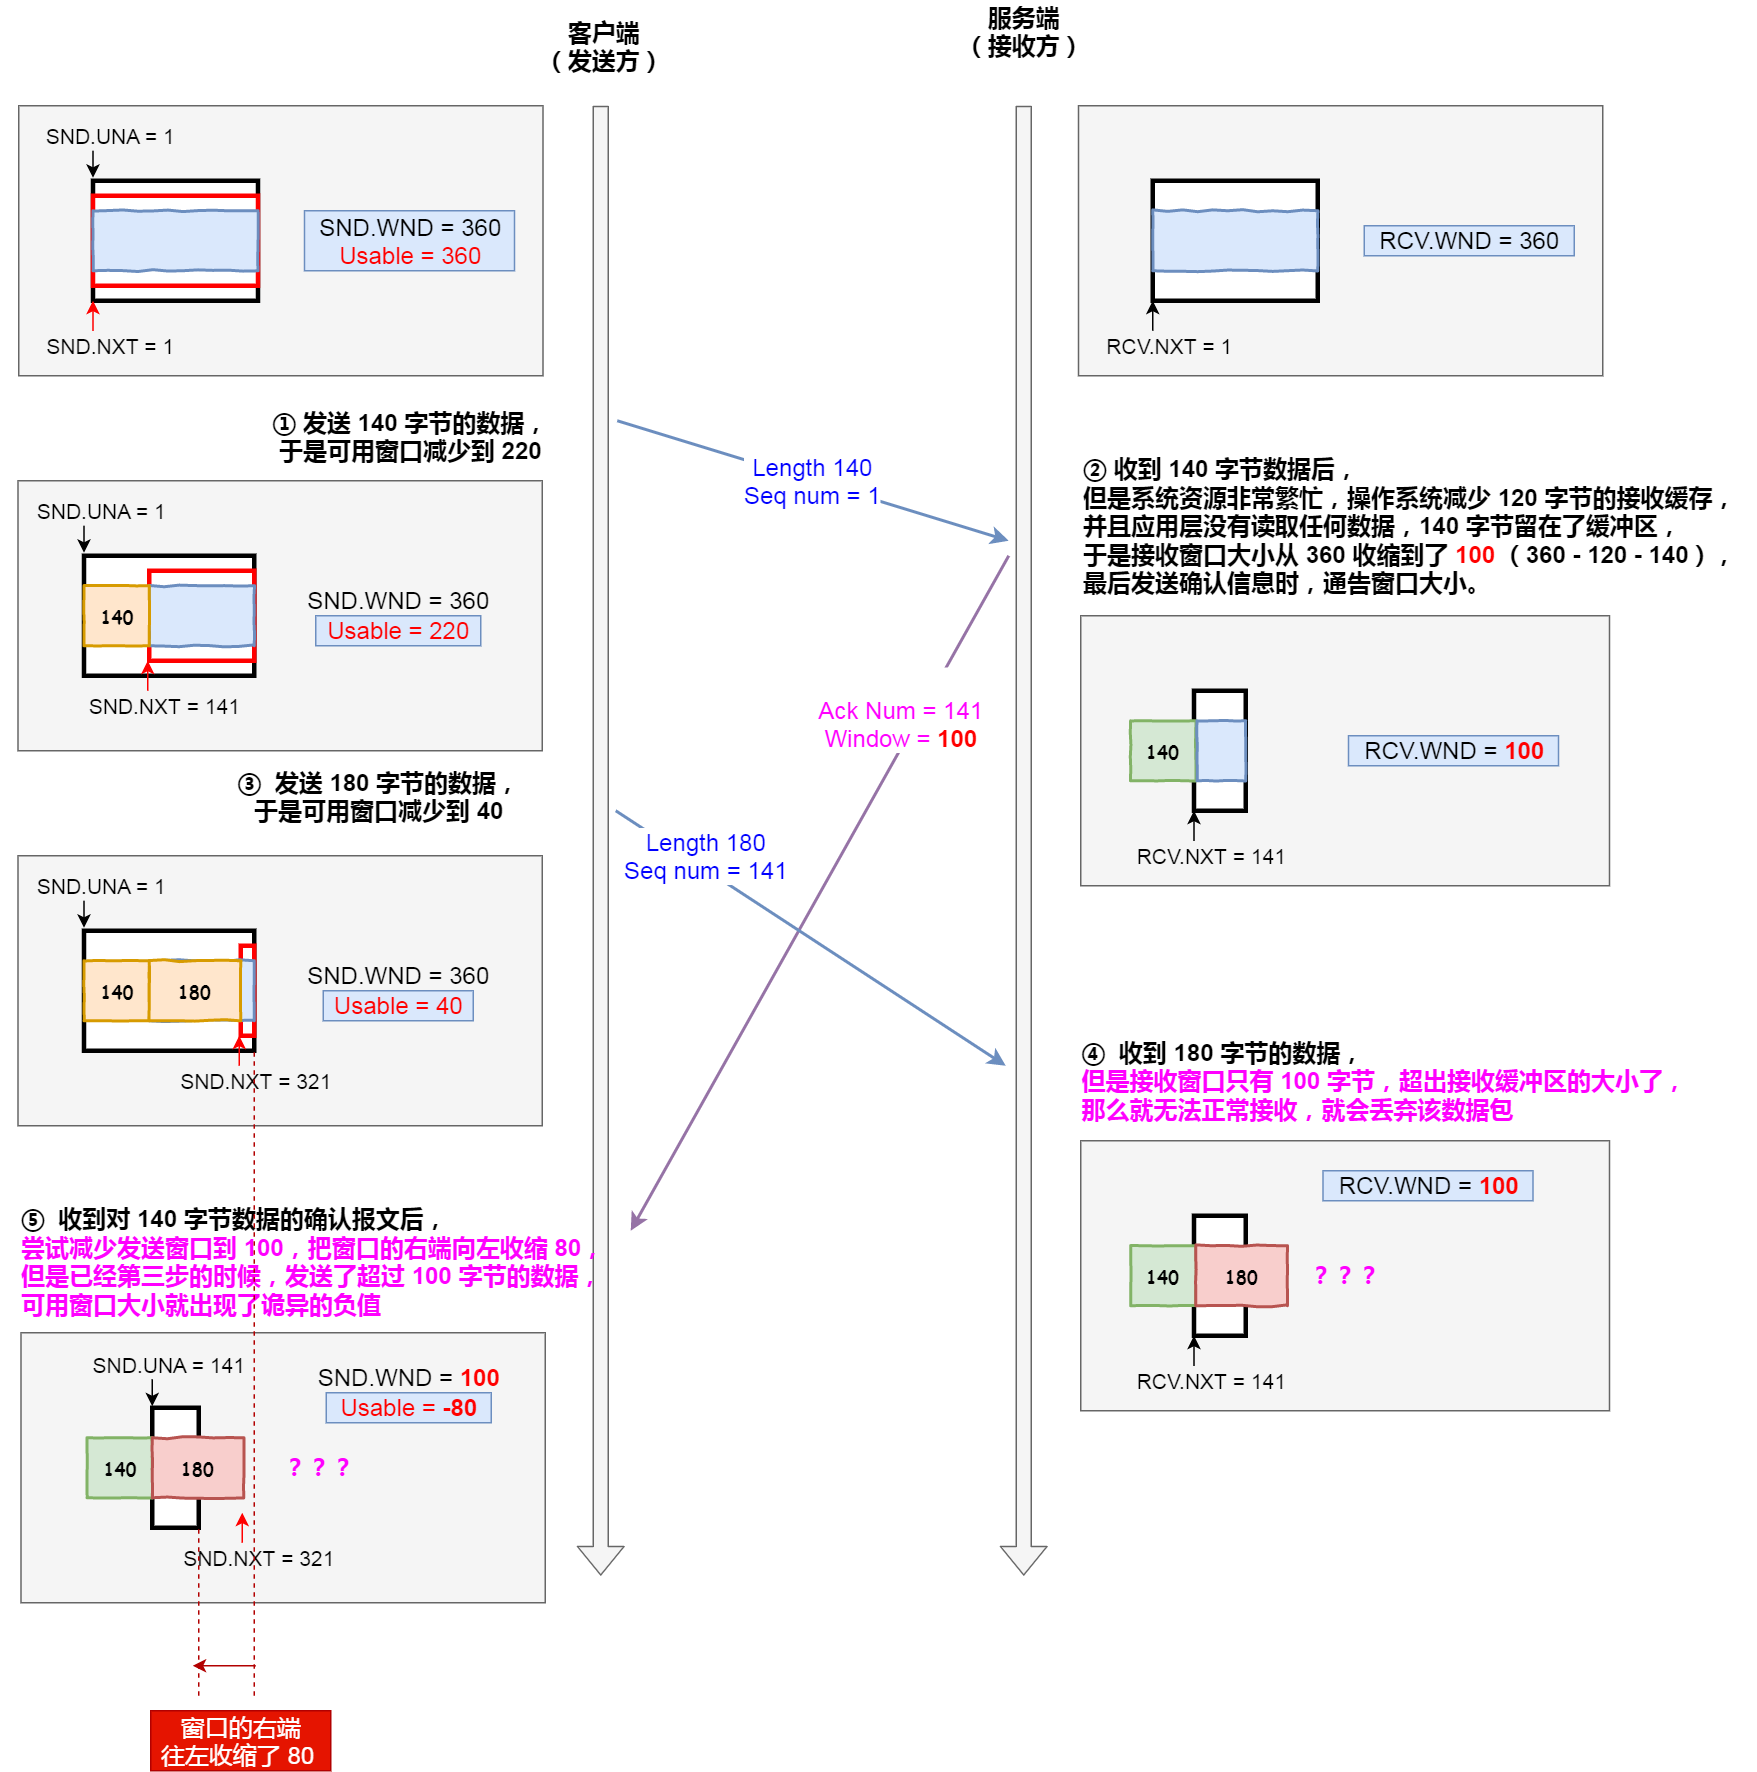 客户端
（发送方）
服务端
（接收方）
SND.UNA = 1
SND.WND = 360
Usable = 360
SND.NXT = 1
RCV.WND = 360
RCV.NXT = 1
① 发送 140 字节的数据，
于是可用窗口减少到 220
Length 140
Seq num = 1
② 收到 140 字节数据后，
但是系统资源非常繁忙，操作系统减少 120 字节的接收缓存，
并且应用层没有读取任何数据，140 字节留在了缓冲区，
于是接收窗口大小从 360 收缩到了 100（360 - 120 - 140），
最后发送确认信息时，通告窗口大小。
SND.UNA = 1
140
SND.WND = 360
Usable = 220
SND.NXT = 141
Ack Num = 141
Window = 100
140
RCV.WND = 100
RCV.NXT = 141
③ 发送 180 字节的数据，
于是可用窗口减少到 40
Length 180
Seq num = 141
SND.UNA = 1
140
180
SND.WND = 360
Usable = 40
SND.NXT = 321
④ 收到 180 字节的数据，
但是接收窗口只有 100 字节，超出接收缓冲区的大小了，
那么就无法正常接收，就会丢弃该数据包
RCV.WND = 100
140
180
？？？
RCV.NXT = 141
⑤ 收到对 140 字节数据的确认报文后，
尝试减少发送窗口到 100，把窗口的右端向左收缩 80，
但是已经第三步的时候，发送了超过 100 字节的数据，
可用窗口大小就出现了诡异的负值
SND.UNA = 141
SND.WND = 100
Usable = -80
140
180
？？？
SND.NXT = 321
窗口的右端
往左收缩了 80